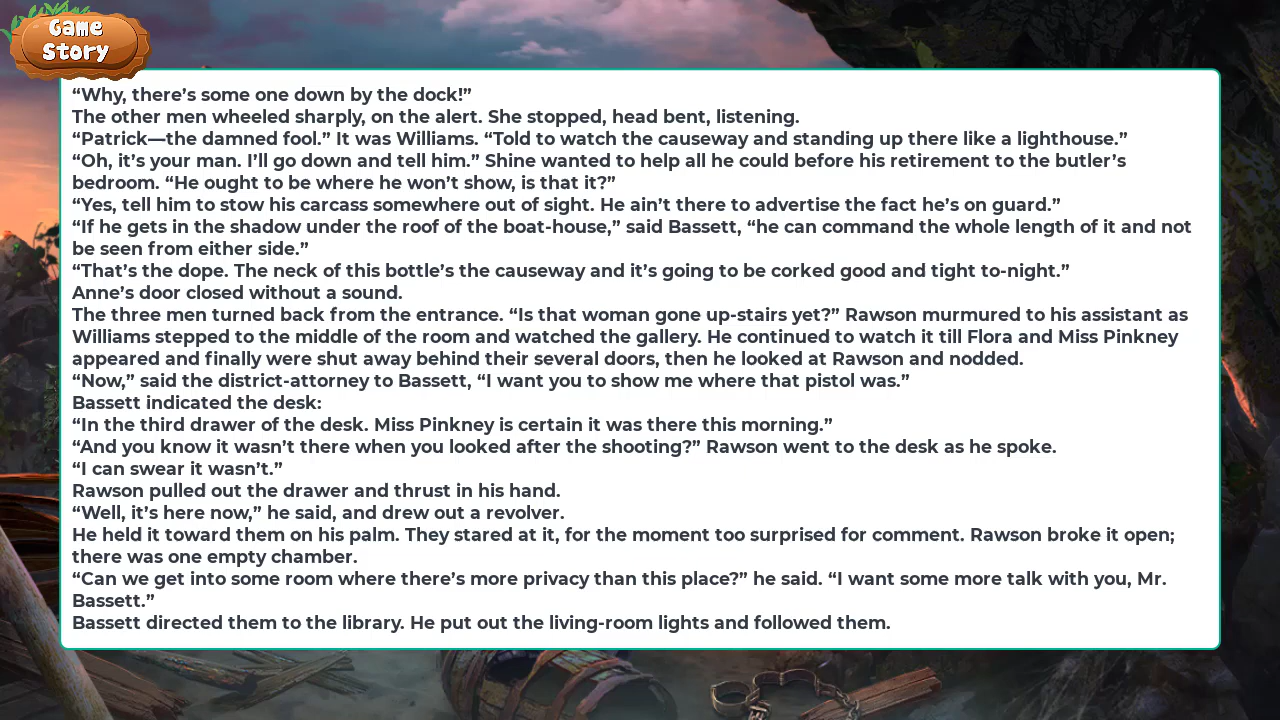 Game
Story
“Why, there’s some one down by the dock!”
The other men wheeled sharply, on the alert. She stopped, head bent, listening.
“Patrick—the damned fool.” It was Williams. “Told to watch the causeway and standing up there like a lighthouse.”
“Oh, it’s your man. I’ll go down and tell him.” Shine wanted to help all he could before his retirement to the butler’s
bedroom. “He ought to be where he won’t show, is that it?”
“Yes, tell him to stow his carcass somewhere out of sight. He ain’t there to advertise the fact he’s on guard.”
“If he gets in the shadow under the roof of the boat-house,” said Bassett, “he can command the whole length of it and not
be seen from either side.”
“That’s the dope. The neck of this bottle’s the causeway and it’s going to be corked good and tight to-night.”
Anne’s door closed without a sound.
The three men turned back from the entrance. “Is that woman gone up-stairs yet?” Rawson murmured to his assistant as
Williams stepped to the middle of the room and watched the gallery. He continued to watch it till Flora and Miss Pinkney
appeared and finally were shut away behind their several doors, then he looked at Rawson and nodded.
“Now,” said the district-attorney to Bassett, “I want you to show me where that pistol was.”
Bassett indicated the desk:
“In the third drawer of the desk. Miss Pinkney is certain it was there this morning.”
“And you know it wasn’t there when you looked after the shooting?” Rawson went to the desk as he spoke.
“I can swear it wasn’t.”
Rawson pulled out the drawer and thrust in his hand.
“Well, it’s here now,” he said, and drew out a revolver.
He held it toward them on his palm. They stared at it, for the moment too surprised for comment. Rawson broke it open;
there was one empty chamber.
“Can we get into some room where there’s more privacy than this place?” he said. “I want some more talk with you, Mr.
Bassett.”
Bassett directed them to the library. He put out the living-room lights and followed them.